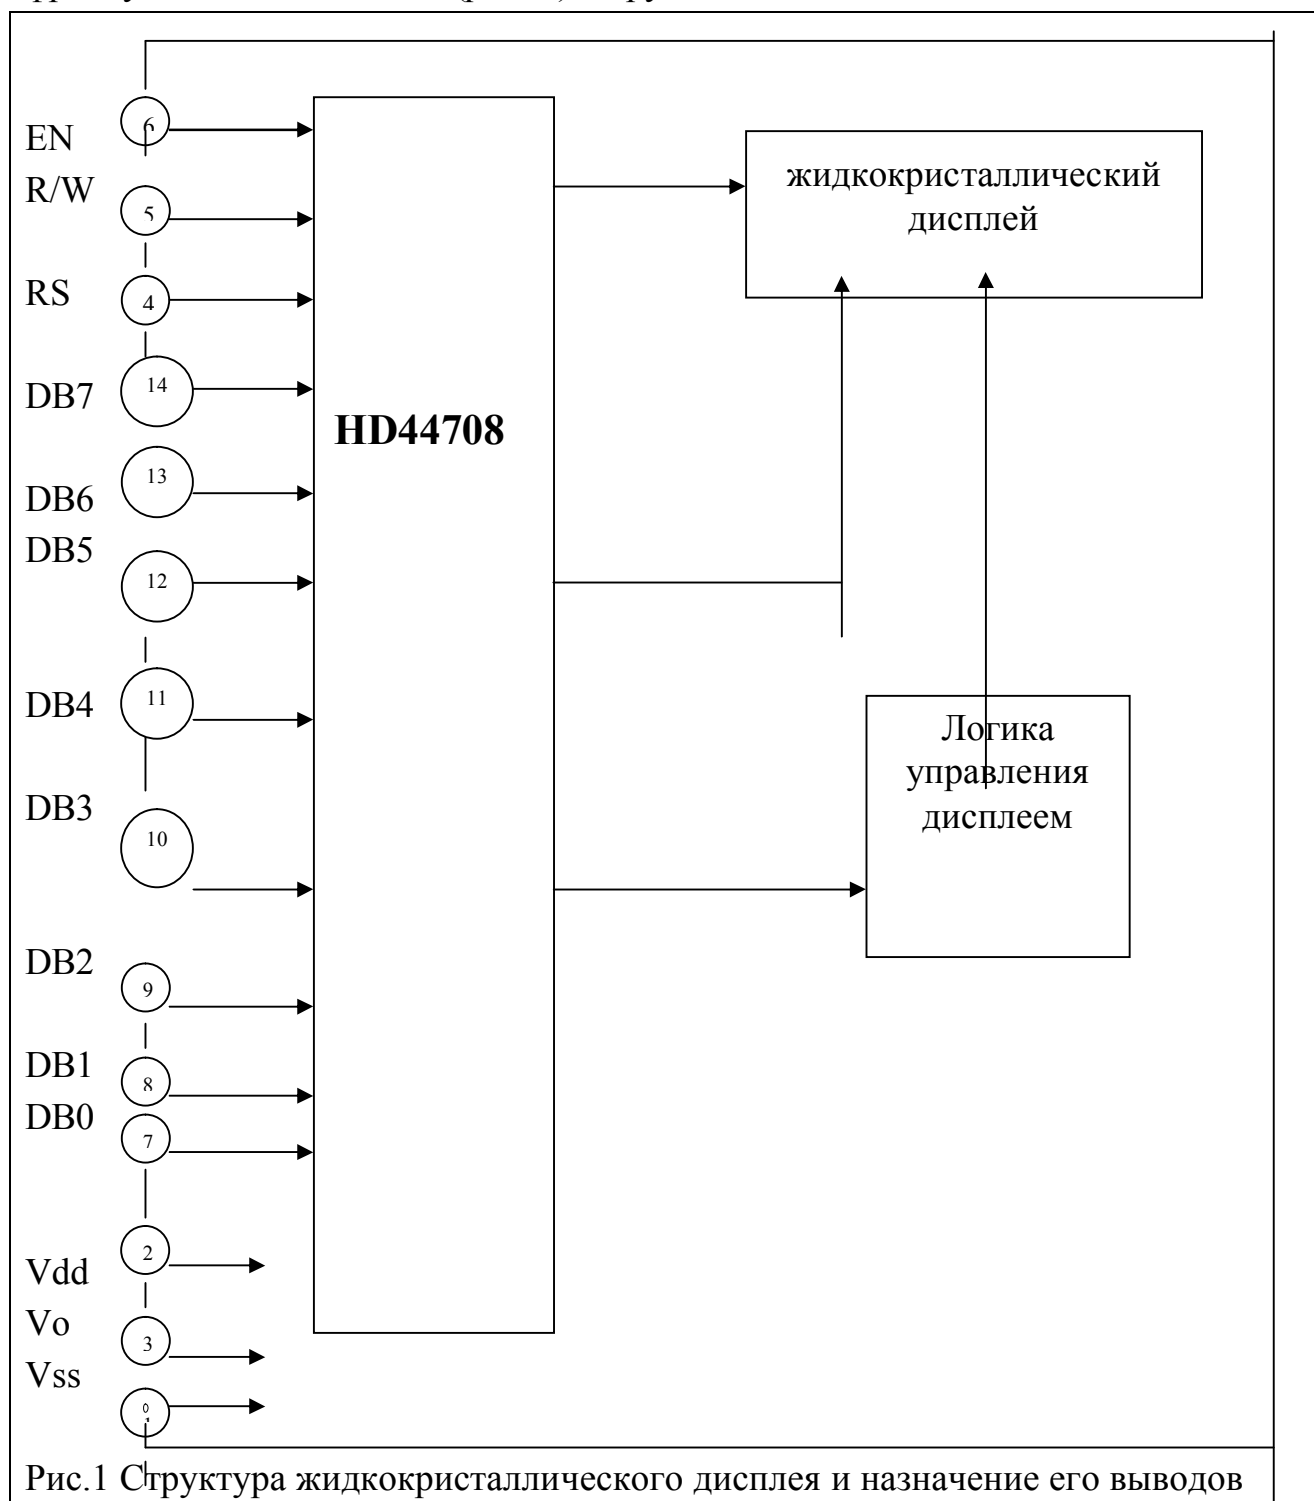 EN
6
R/W
5
RS
4
DB7
14
DB6
13
DB5
12
DB4
11
DB3
10
DB2
9
DB1
8
DB0
7
Vdd
2
Vo
3
Vss
HD44708
жидкокристаллический
дисплей
Логика
управления
дисплеем
Рис.1 Структура жидкокристаллического дисплея и назначение его выводов